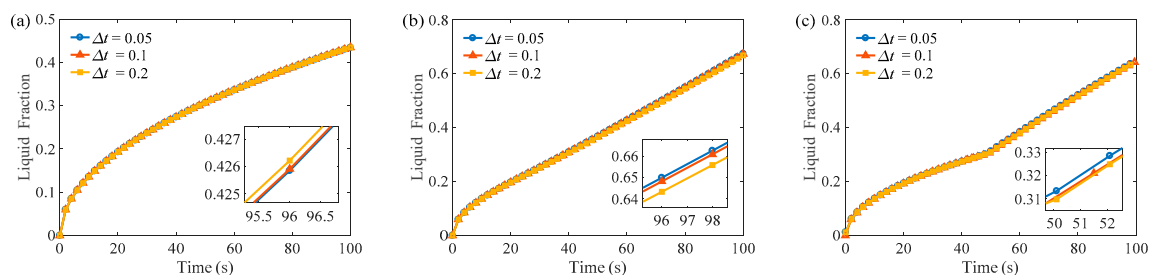 (a)
0.5
0.4
0.3
0.2
0.1
0
Liquid Fraction
Δt = 0.05
Δt = 0.1
Δt = 0.2
0.427
0.426
0.425
95.5 96 96.5
0 20 40 60 80 100
Time (s)
(b)
0.8
0.6
0.4
0.2
0
Liquid Fraction
Δt = 0.05
Δt = 0.1
Δt = 0.2
0.66
0.65
0.64
96 97 98
0 20 40 60 80 100
Time (s)
(c)
0.8
0.6
0.4
0.2
0
Liquid Fraction
Δt = 0.05
Δt = 0.1
Δt = 0.2
0.33
0.32
0.31
50 51 52
0 20 40 60 80 100
Time (s)